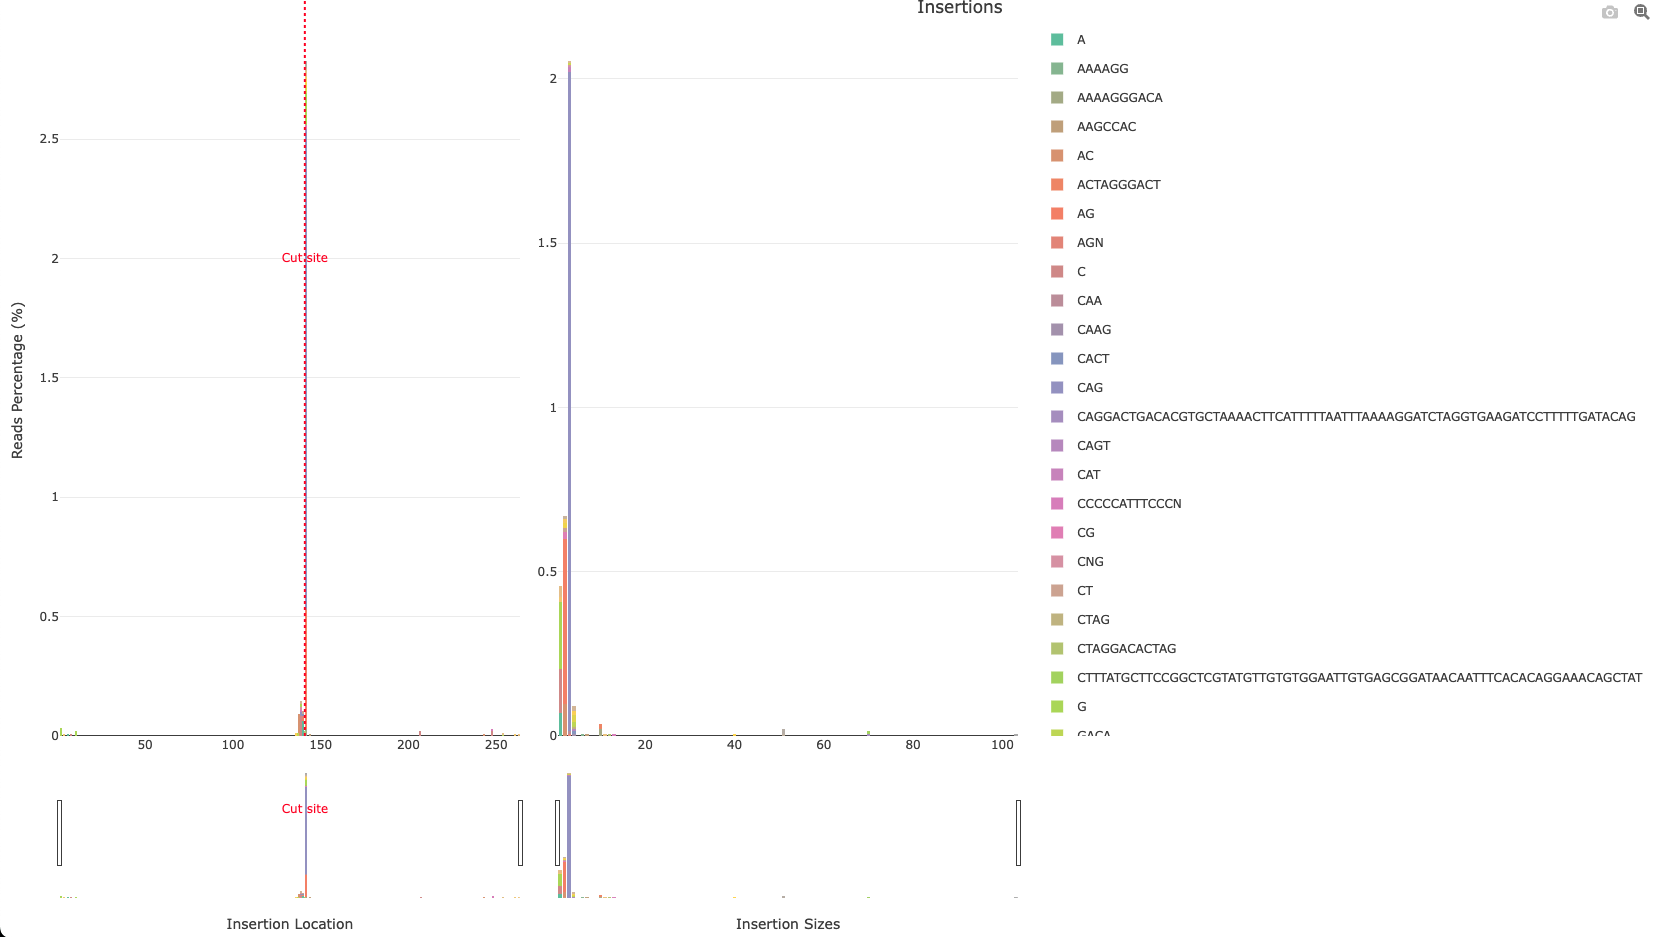 Insertions
Reads Percentage (%)
2.5
2
1.5
1
0.5
0
50
100
150
200
250
Cut site
Cut site
Insertion Location
2
1.5
1
0.5
0
20
40
60
80
100
Insertion Sizes
A
AAAAGG
AAAAGGGACA
AAGCCAC
AC
ACTAGGGACT
AG
AGN
C
CAA
CAAG
CACT
CAG
CAGGACTGACACGTGCTAAAACTTCATTTTTAATTTAAAAGGATCTAGGTGAAGATCCTTTTTGATACAG
CAGT
CAT
CCCCCATTTCCCN
CG
CNG
CT
CTAG
CTAGGACACTAG
CTTTATGCTTCCGGCTCGTATGTTGTGTGGAATTGTGAGCGGATAACAATTTCACACAGGAAACAGCTAT
G
GACA